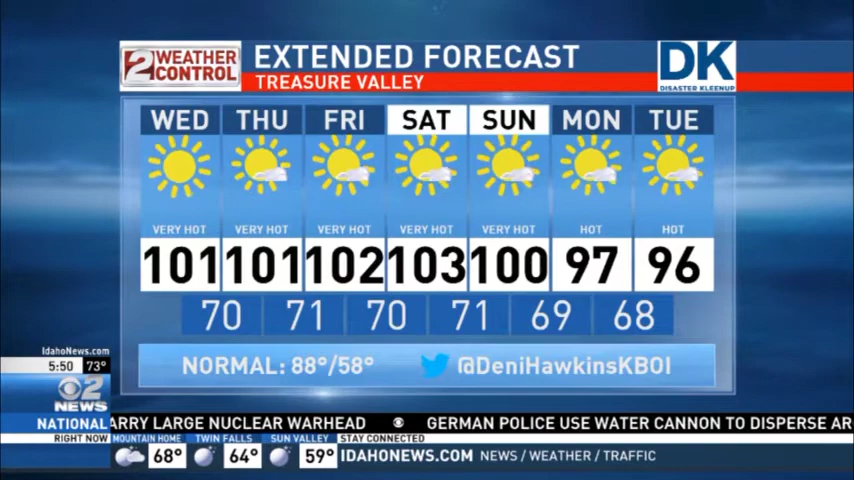 2 WEATHER CONTROL
EXTENDED FORECAST
TREASURE VALLEY
DK
DISASTER KLEENUP
WED THU FRI SAT SUN MON TUE
VERY HOT VERY HOT VERY HOT VERY HOT VERY HOT HOT HOT
101 101 102 103 100 97 96
70 71 70 71 69 68
NORMAL: 88°/58° @DeniHawkinsKBOI
IdahoNews.com
5:50 73°
2
NEWS
NATIONAL ARRY LARGE NUCLEAR WARHEAD GERMAN POLICE USE WATER CANNON TO DISPERSE AR
RIGHT NOW MOUNTAIN HOME TWIN FALLS SUN VALLEY STAY CONNECTED
68° 64° 59° IDAHONEWS.COM NEWS / WEATHER / TRAFFIC